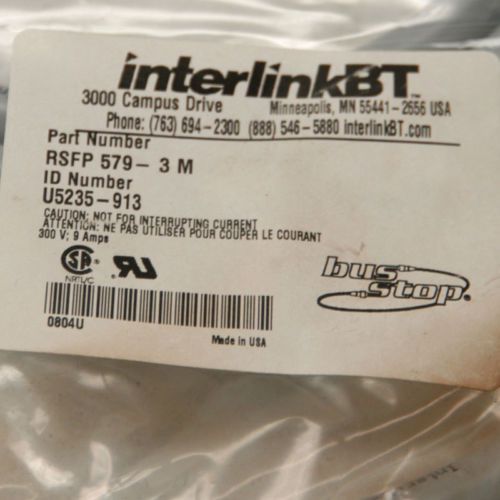 interlinkBT™
3000 Campus Drive Minneapolis, MN 55441-2656 USA
Phone: (763) 694-2300 (888) 546-5880 interlinkBT.com
Part Number
RSFP 579- 3 M
ID Number
U5235-913
CAUTION: NOT FOR INTERRUPTING CURRENT
ATTENTION: NE PAS UTILISER POUR COUPER LE COURANT
300 V; 9 Amps
NRTL/C
bus stop®
0804U
Made in USA